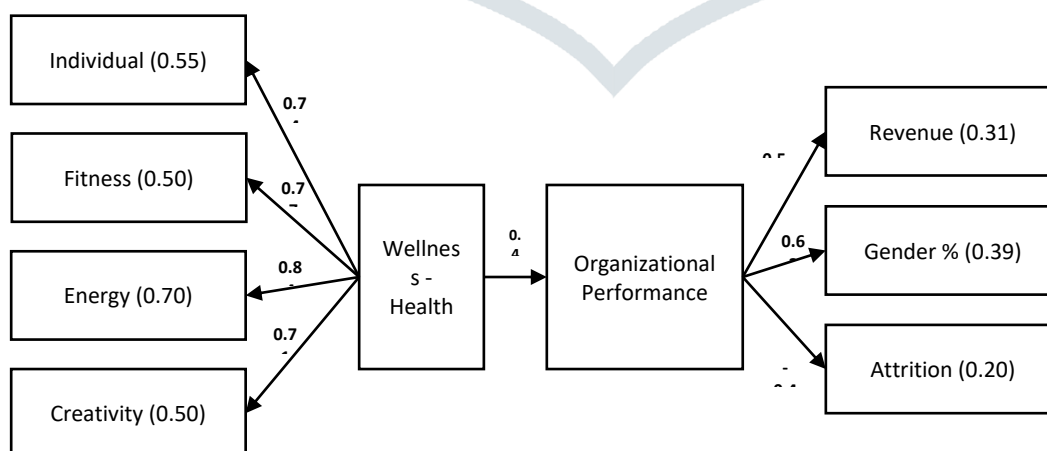 Individual (0.55)
Fitness (0.50)
Energy (0.70)
Creativity (0.50)
0.7
0.7
0.8
0.7
Wellnes
s -
Health
0.
Organizational
Performance
0.6
-
Revenue (0.31)
Gender % (0.39)
Attrition (0.20)